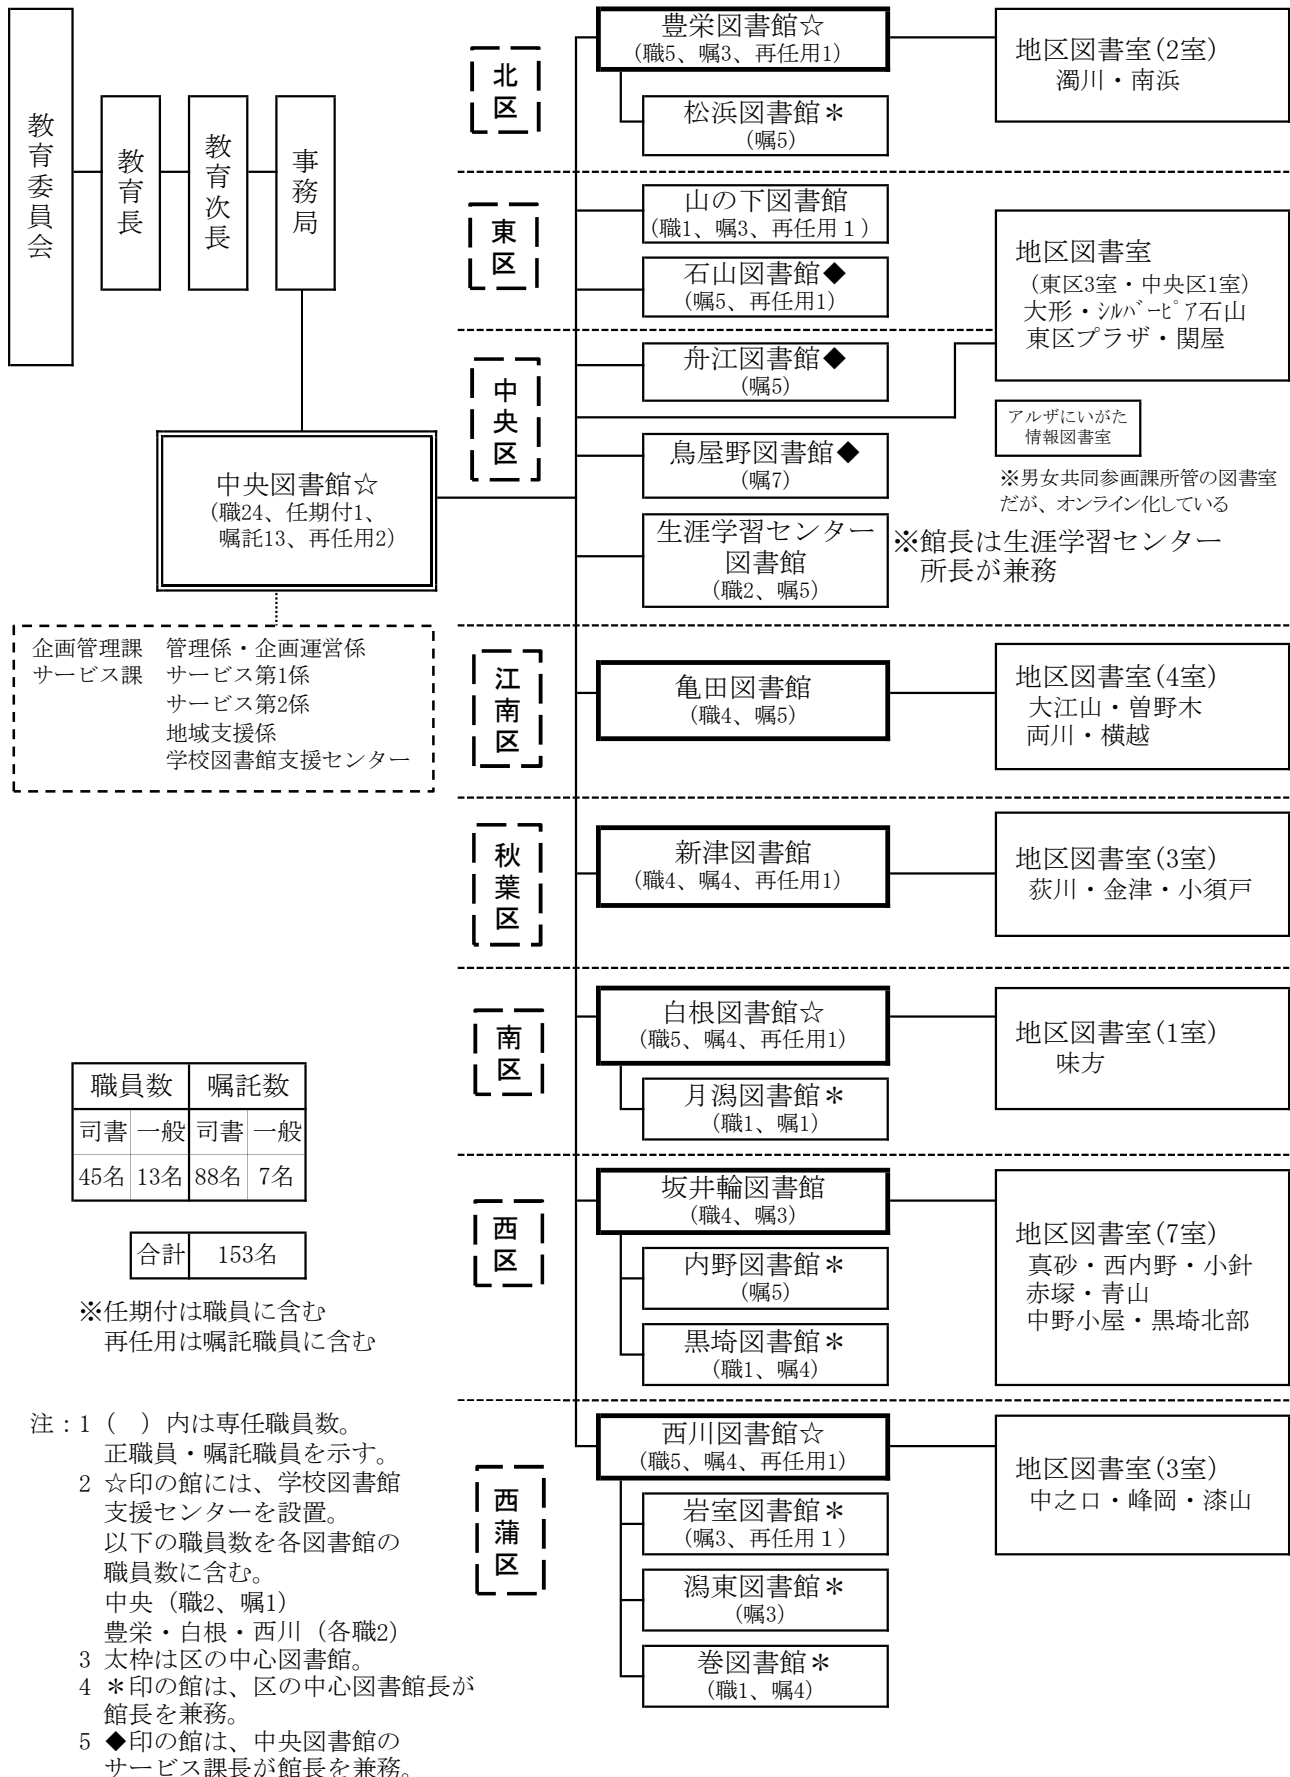 教育委員会
教育長
教育次長
事務局
中央図書館☆
(職24、任期付1、
嘱託13、再任用2)
企画管理課　管理係・企画運営係
サービス課　サービス第1係
サービス第2係
地域支援係
学校図書館支援センター
北区
豊栄図書館☆
(職5、嘱3、再任用1)
松浜図書館＊
(嘱5)
地区図書室(2室)
濁川・南浜
東区
山の下図書館
(職1、嘱3、再任用１)
石山図書館◆
(嘱5、再任用1)
地区図書室
(東区3室・中央区1室)
大形・ｼﾙﾊﾞｰﾋﾟｱ石山
東区プラザ・関屋
中央区
舟江図書館◆
(嘱5)
鳥屋野図書館◆
(嘱7)
生涯学習センター
図書館
(職2、嘱5)
※館長は生涯学習センター
所長が兼務
アルザにいがた
情報図書室
※男女共同参画課所管の図書室
だが、オンライン化している
江南区
亀田図書館
(職4、嘱5)
地区図書室(4室)
大江山・曽野木
両川・横越
秋葉区
新津図書館
(職4、嘱4、再任用1)
地区図書室(3室)
荻川・金津・小須戸
南区
白根図書館☆
(職5、嘱4、再任用1)
月潟図書館＊
(職1、嘱1)
地区図書室(1室)
味方
西区
坂井輪図書館
(職4、嘱3)
内野図書館＊
(嘱5)
黒埼図書館＊
(職1、嘱4)
地区図書室(7室)
真砂・西内野・小針
赤塚・青山
中野小屋・黒埼北部
西蒲区
西川図書館☆
(職5、嘱4、再任用1)
岩室図書館＊
(嘱3、再任用１)
潟東図書館＊
(嘱3)
巻図書館＊
(職1、嘱4)
地区図書室(3室)
中之口・峰岡・漆山
職員数　嘱託数
司書　一般　司書　一般
45名　13名　88名　7名
合計　153名
※任期付は職員に含む
再任用は嘱託職員に含む
注：1（　）内は専任職員数。
正職員・嘱託職員を示す。
2 ☆印の館には、学校図書館
支援センターを設置。
以下の職員数を各図書館の
職員数に含む。
中央（職2、嘱1）
豊栄・白根・西川（各職2）
3 太枠は区の中心図書館。
4 ＊印の館は、区の中心図書館長が
館長を兼務。
5 ◆印の館は、中央図書館の
サービス課長が館長を兼務。